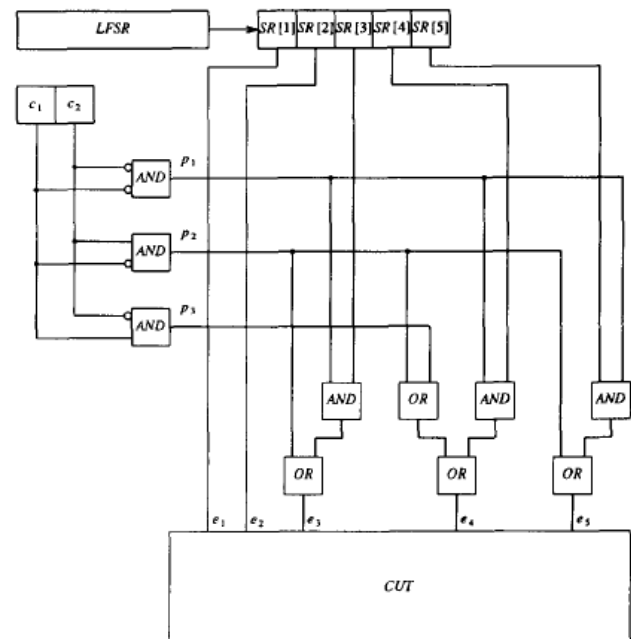 LFSR
SR[1] SR[2] SR[3] SR[4] SR[5]
c1 c2
AND
p1
AND
p2
AND
p3
AND
OR
AND
AND
OR
OR
OR
e1 e2 e3 e4 e5
CUT